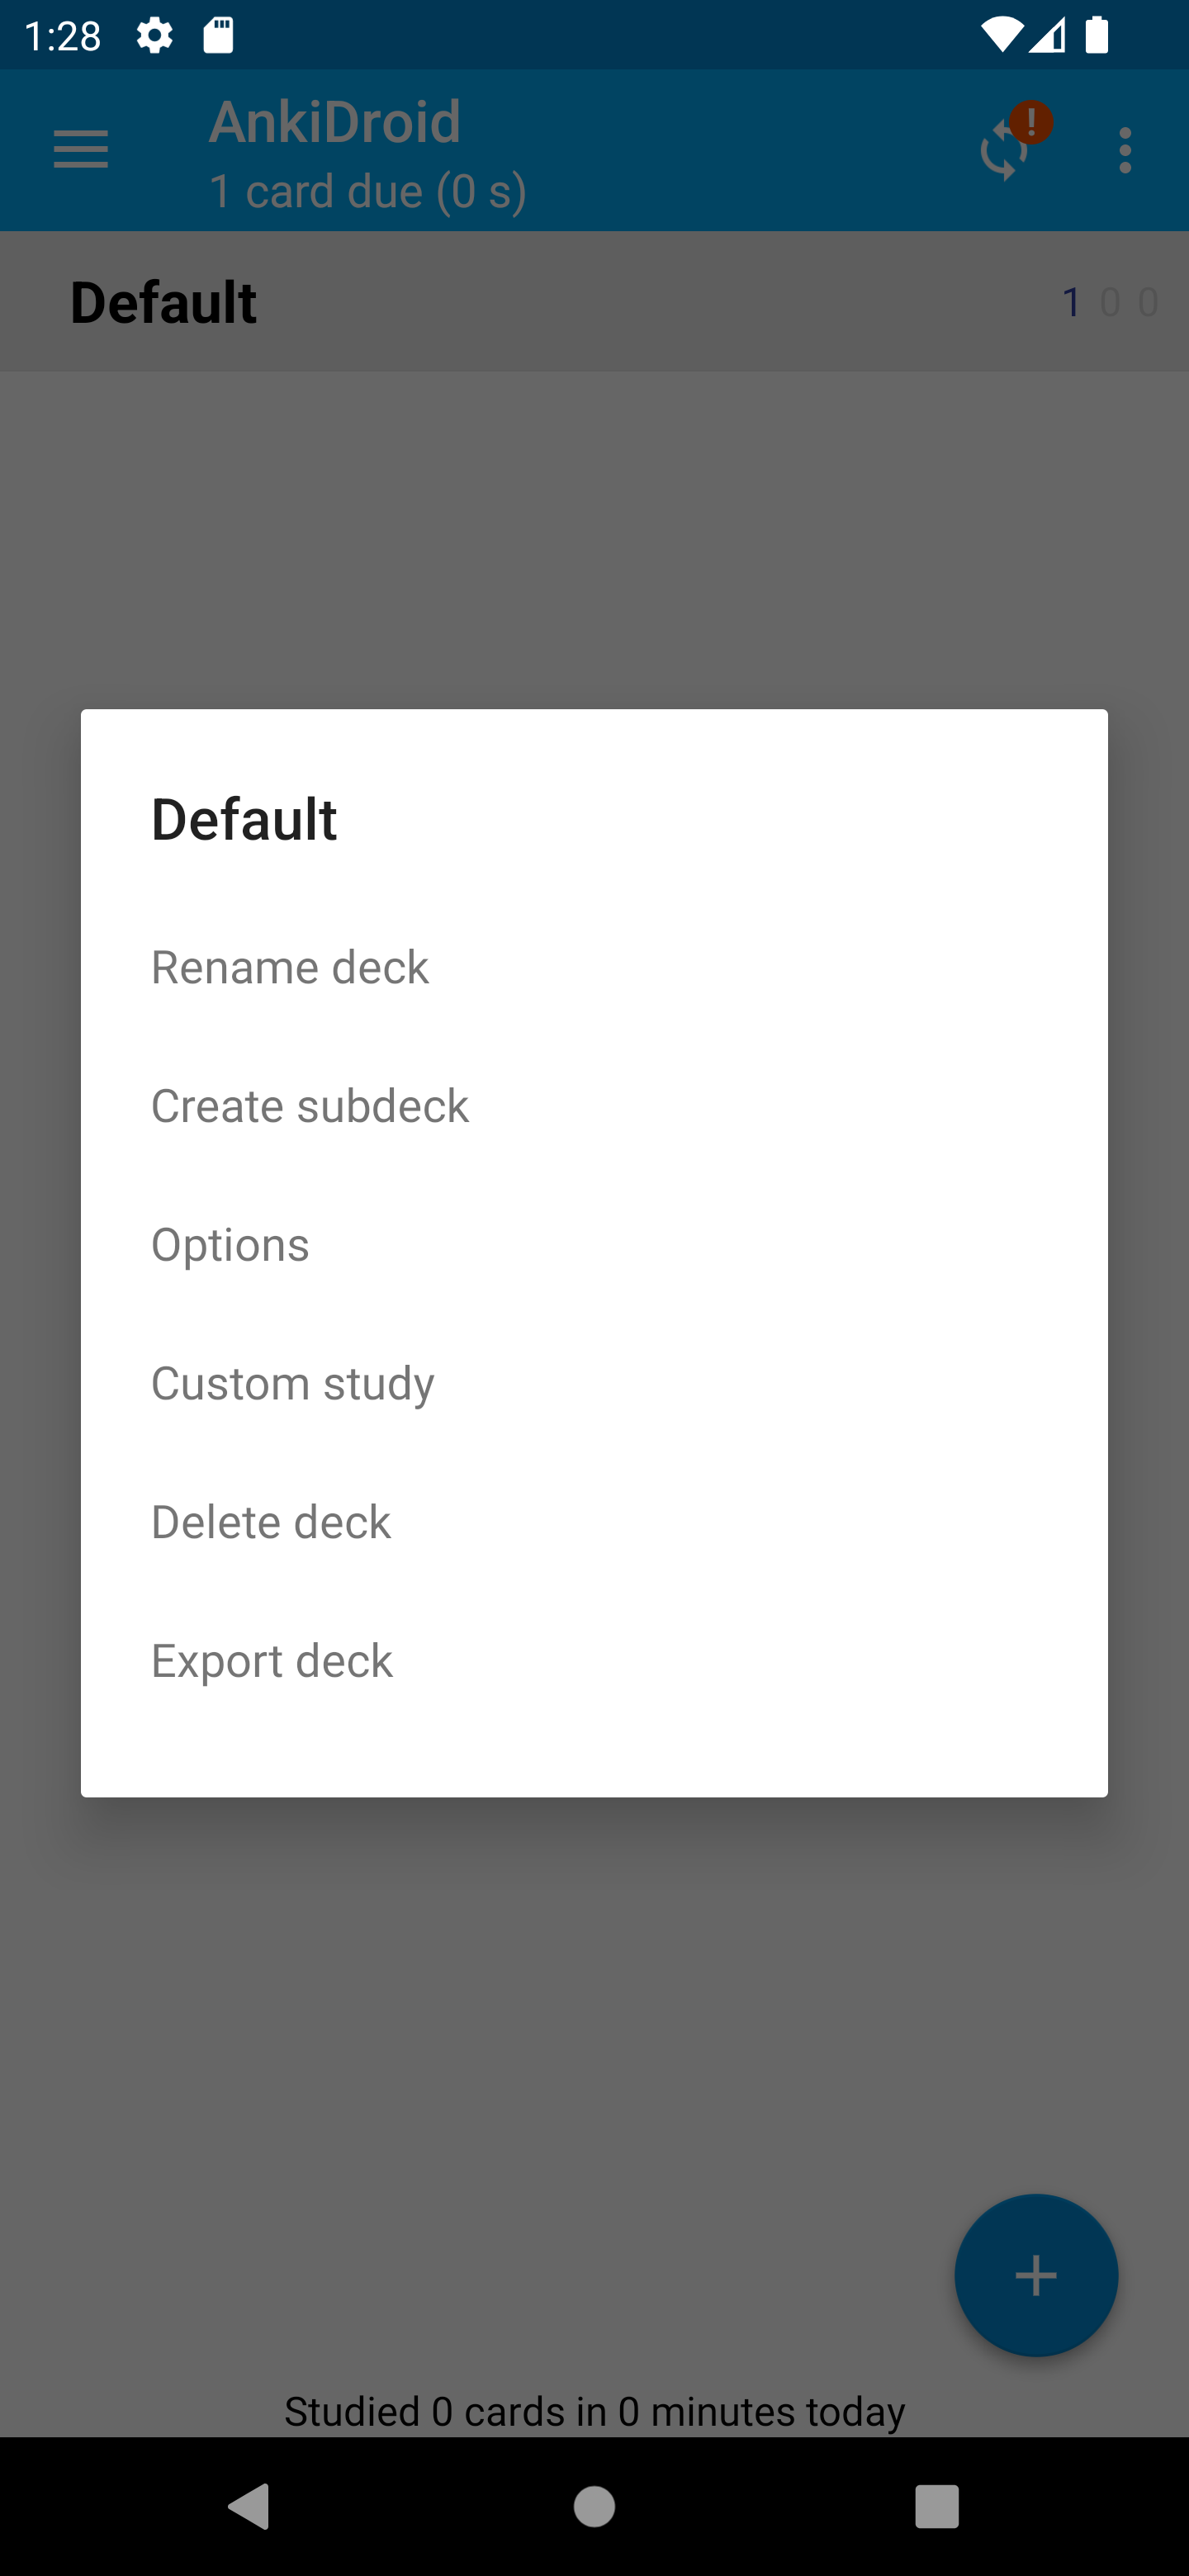 1:28
AnkiDroid
!
1 card due (0 s)
Default
1 0 0
Default
Rename deck
Create subdeck
Options
Custom study
Delete deck
Export deck
+
Studied 0 cards in 0 minutes today